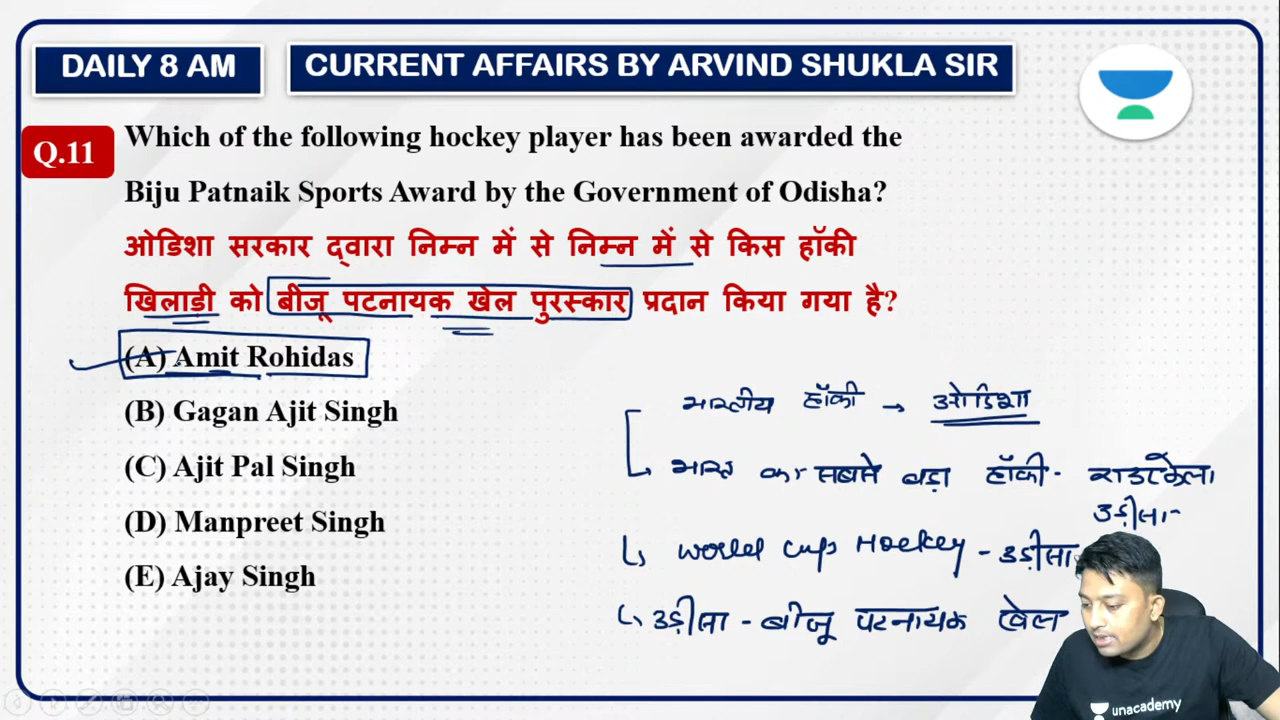 DAILY 8 AM
CURRENT AFFAIRS BY ARVIND SHUKLA SIR
Q.11
Which of the following hockey player has been awarded the
Biju Patnaik Sports Award by the Government of Odisha?
ओडिशा सरकार द्वारा निम्न में से निम्न में से किस हॉकी
खिलाड़ी को बीजू पटनायक खेल पुरस्कार प्रदान किया गया है?
(A) Amit Rohidas
(B) Gagan Ajit Singh
(C) Ajit Pal Singh
(D) Manpreet Singh
(E) Ajay Singh
भारतीय हॉकी → ओडिशा
भारत का सबसे बड़ा हॉकी - राउरकेला
उड़ीसा -
World Cup Hockey - उड़ीसा
उड़ीसा - बीजू पटनायक खेल
unacademy